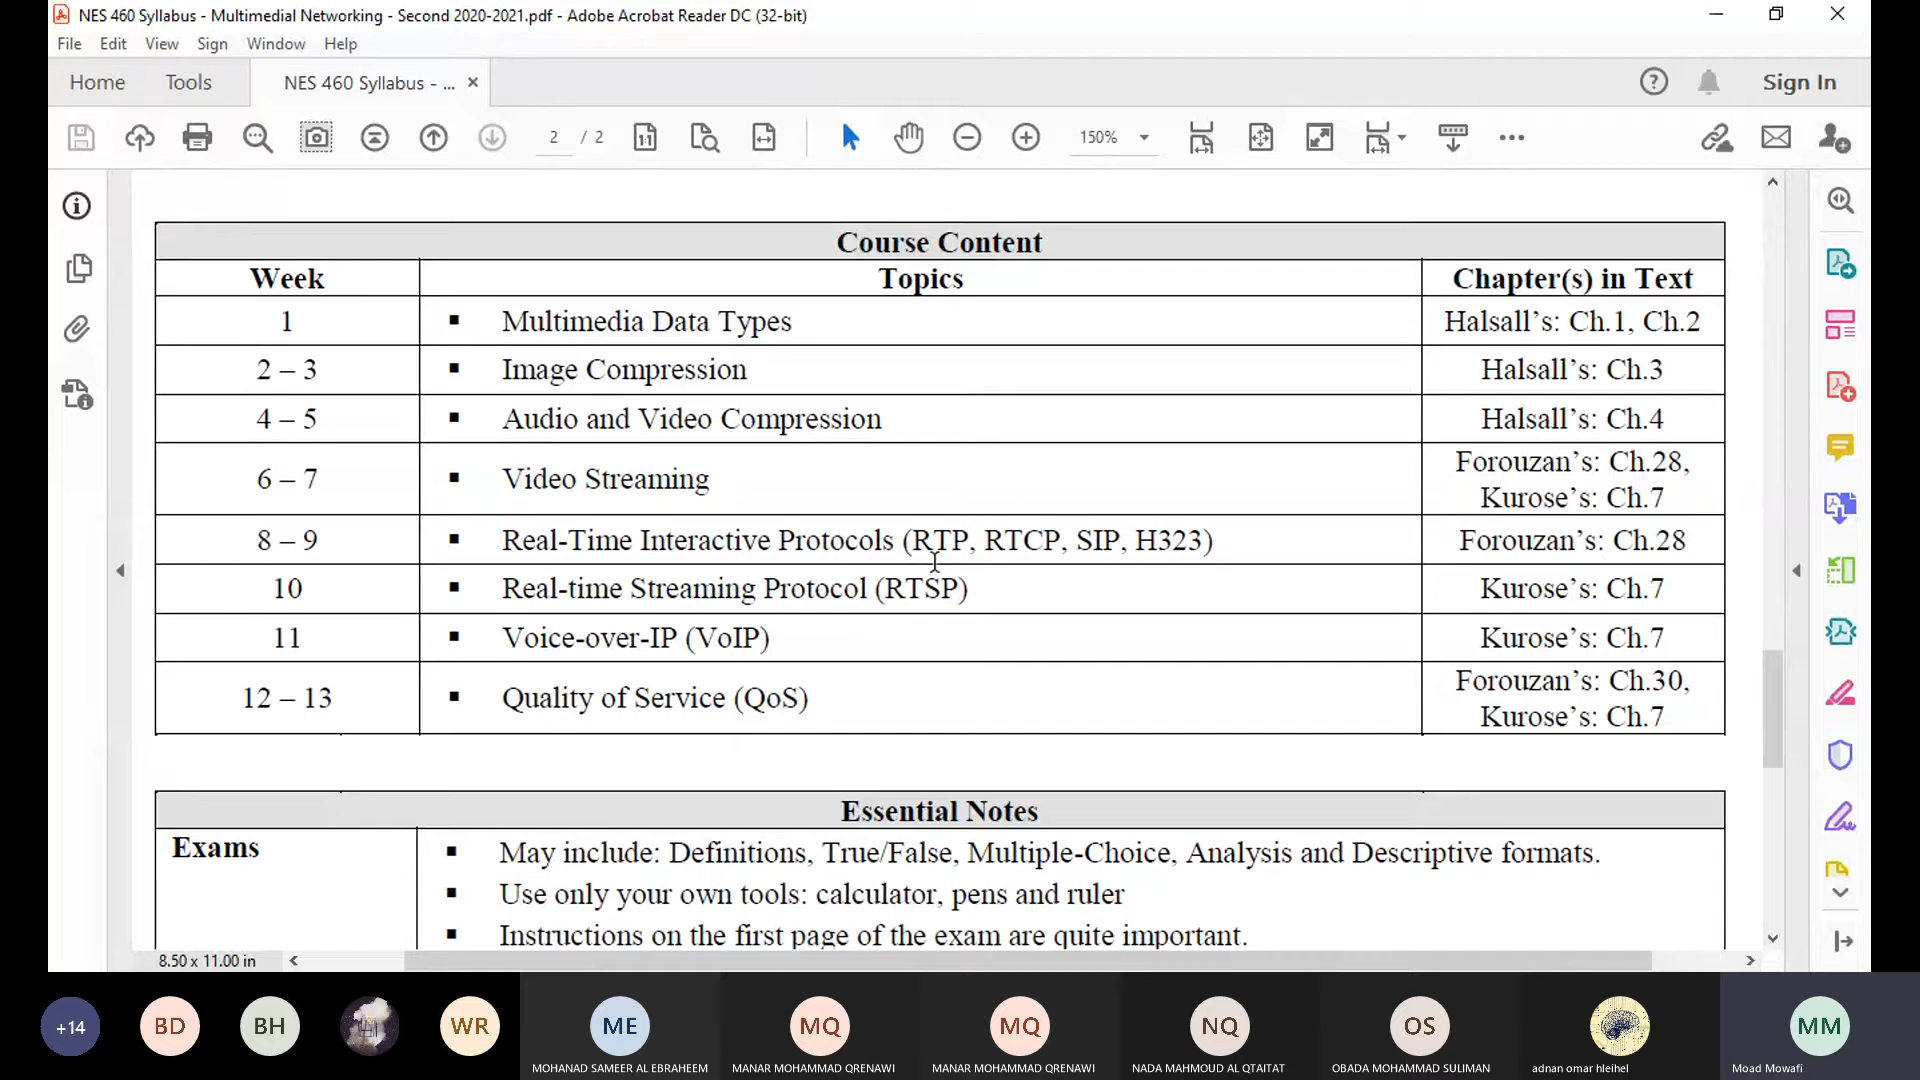 NES 460 Syllabus - Multimedial Networking - Second 2020-2021.pdf - Adobe Acrobat Reader DC (32-bit)
File Edit View Sign Window Help
Home Tools NES 460 Syllabus - ... × Sign In
2 / 2 150%
Course Content
Week Topics Chapter(s) in Text
1 ▪ Multimedia Data Types Halsall’s: Ch.1, Ch.2
2 – 3 ▪ Image Compression Halsall’s: Ch.3
4 – 5 ▪ Audio and Video Compression Halsall’s: Ch.4
6 – 7 ▪ Video Streaming Forouzan’s: Ch.28,
Kurose’s: Ch.7
8 – 9 ▪ Real-Time Interactive Protocols (RTP, RTCP, SIP, H323) Forouzan’s: Ch.28
10 ▪ Real-time Streaming Protocol (RTSP) Kurose’s: Ch.7
11 ▪ Voice-over-IP (VoIP) Kurose’s: Ch.7
12 – 13 ▪ Quality of Service (QoS) Forouzan’s: Ch.30,
Kurose’s: Ch.7
Essential Notes
Exams ▪ May include: Definitions, True/False, Multiple-Choice, Analysis and Descriptive formats.
▪ Use only your own tools: calculator, pens and ruler
▪ Instructions on the first page of the exam are quite important.
8.50 x 11.00 in
+14 BD BH WR ME MQ MQ NQ OS MM
MOHANAD SAMEER AL EBRAHEEM MANAR MOHAMMAD QRENAWI MANAR MOHAMMAD QRENAWI NADA MAHMOUD AL QTAITAT OBADA MOHAMMAD SULIMAN adnan omar hleihel Moad Mowafi